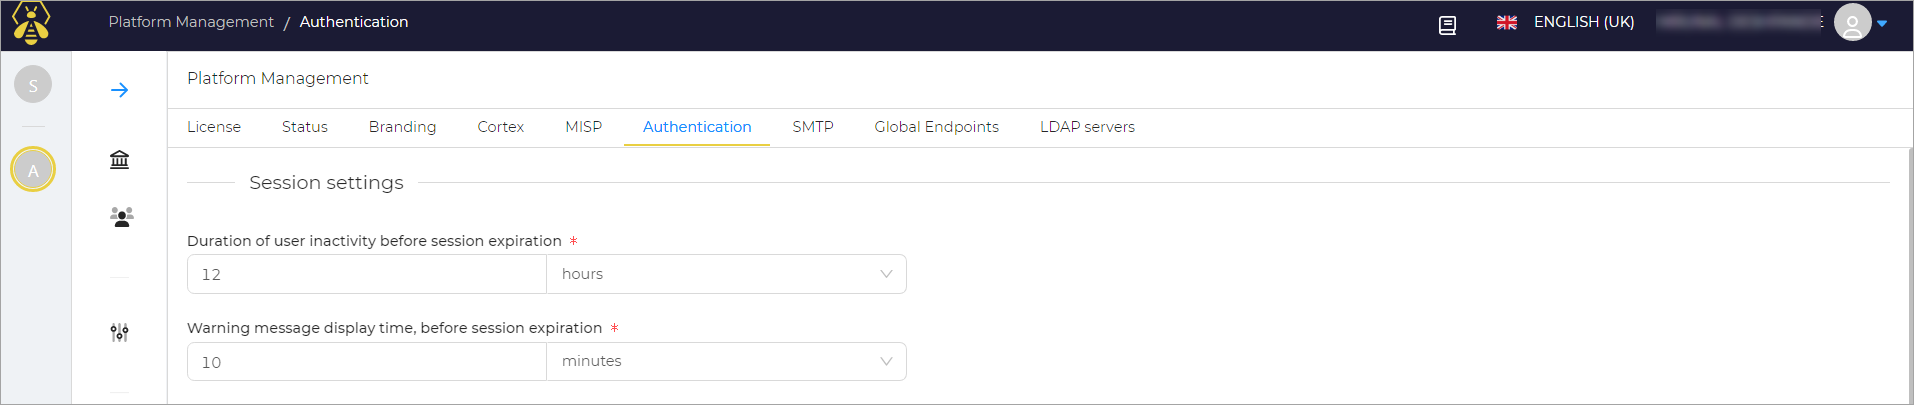 Platform Management / Authentication
ENGLISH (UK)
S
A
Platform Management
License Status Branding Cortex MISP Authentication SMTP Global Endpoints LDAP servers
Session settings
Duration of user inactivity before session expiration *
12 hours
Warning message display time, before session expiration *
10 minutes